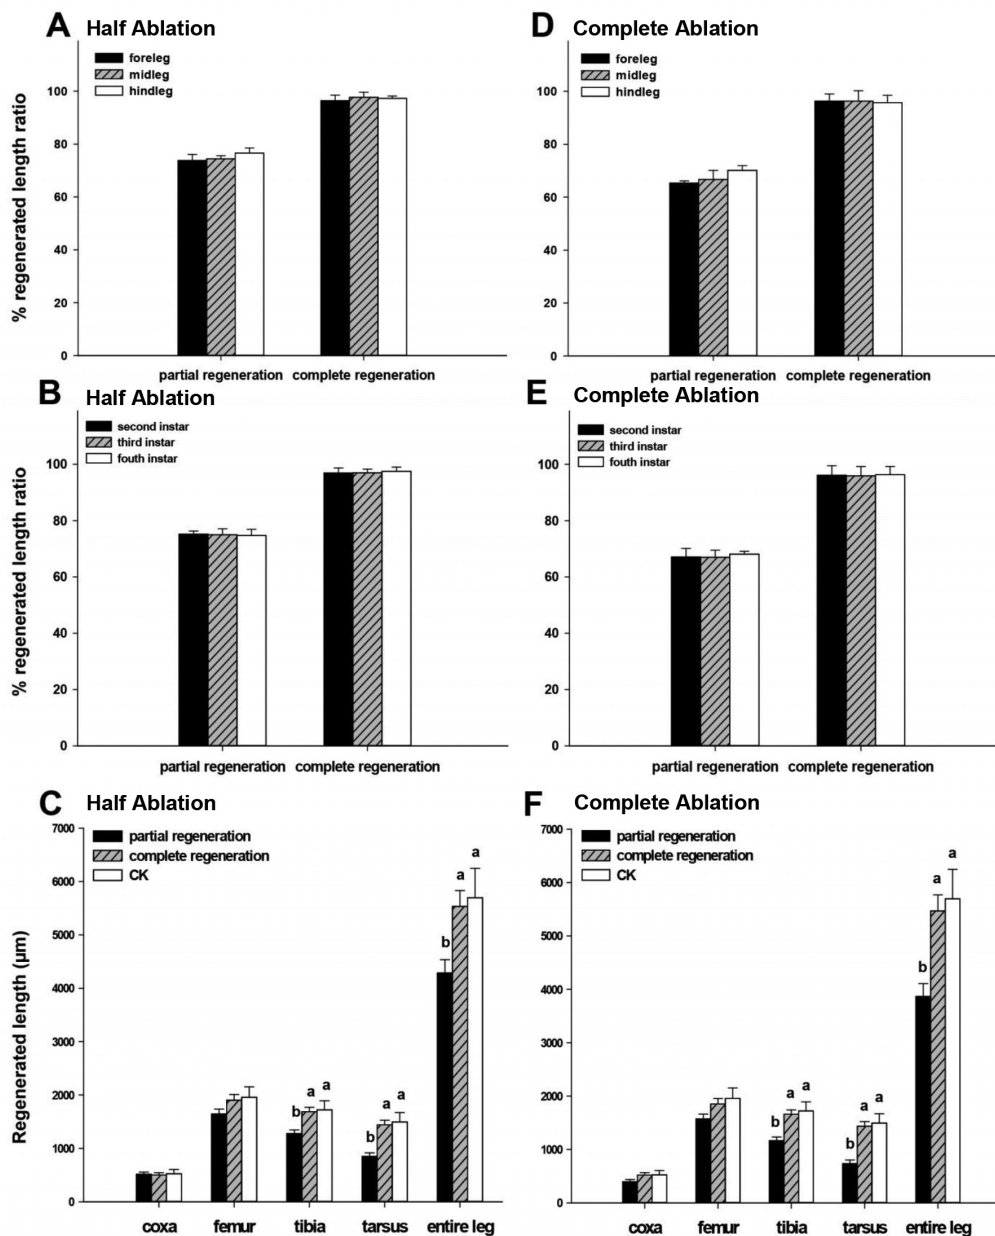 A Half Ablation
foreleg
midleg
hindleg
% regenerated length ratio
100
80
60
40
20
0
partial regeneration complete regeneration
D Complete Ablation
foreleg
midleg
hindleg
100
80
60
40
20
0
partial regeneration complete regeneration
B Half Ablation
second instar
third instar
fouth instar
% regenerated length ratio
100
80
60
40
20
0
partial regeneration complete regeneration
E Complete Ablation
second instar
third instar
fouth instar
100
80
60
40
20
0
partial regeneration complete regeneration
C Half Ablation
partial regeneration
complete regeneration
CK
Regenerated length (μm)
7000
6000
5000
4000
3000
2000
1000
0
b a a
b a a
b a a
coxa femur tibia tarsus entire leg
F Complete Ablation
partial regeneration
complete regeneration
CK
7000
6000
5000
4000
3000
2000
1000
0
b a a
b a a
b a a
coxa femur tibia tarsus entire leg